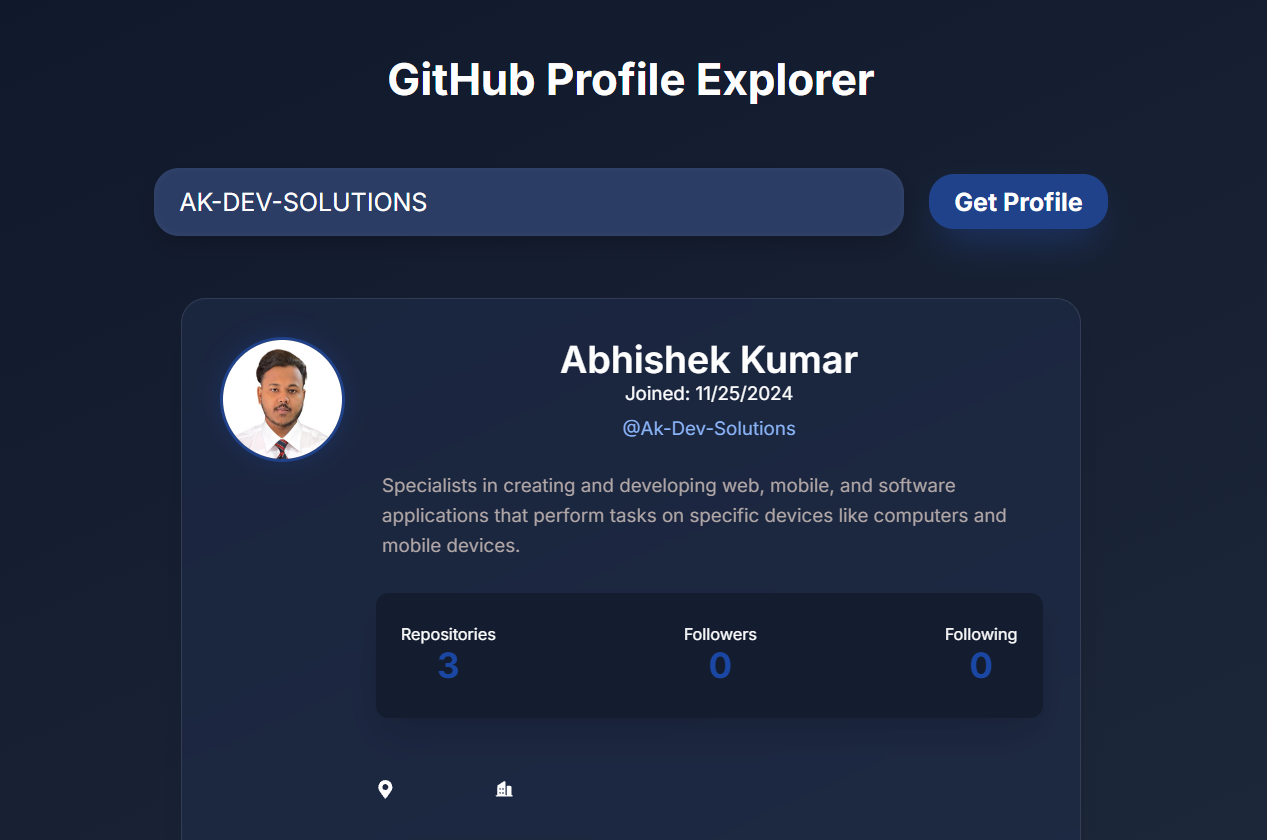 GitHub Profile Explorer
AK-DEV-SOLUTIONS
Get Profile
Abhishek Kumar
Joined: 11/25/2024
@Ak-Dev-Solutions
Specialists in creating and developing web, mobile, and software
applications that perform tasks on specific devices like computers and
mobile devices.
Repositories
3
Followers
0
Following
0